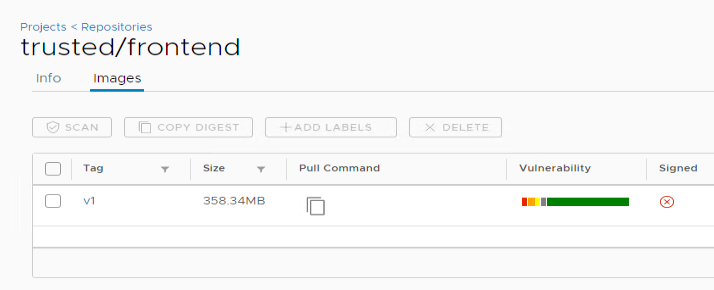 Projects < Repositories
trusted/frontend
Info Images
SCAN COPY DIGEST +ADD LABELS DELETE
Tag Size Pull Command Vulnerability Signed
v1 358.34MB